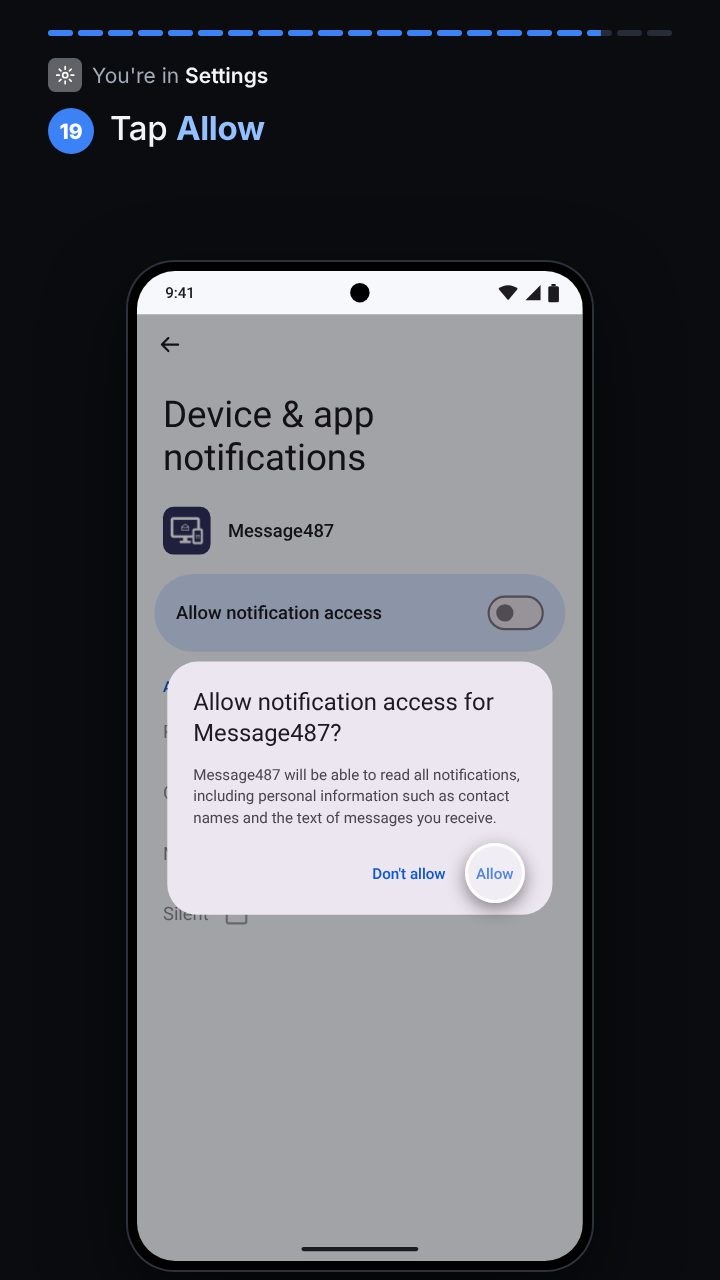 You're in Settings
19
Tap Allow
9:41
Device & app
notifications
Message487
Allow notification access
Allow notification access for
Message487?
Message487 will be able to read all notifications,
including personal information such as contact
names and the text of messages you receive.
Don't allow
Allow
Silent